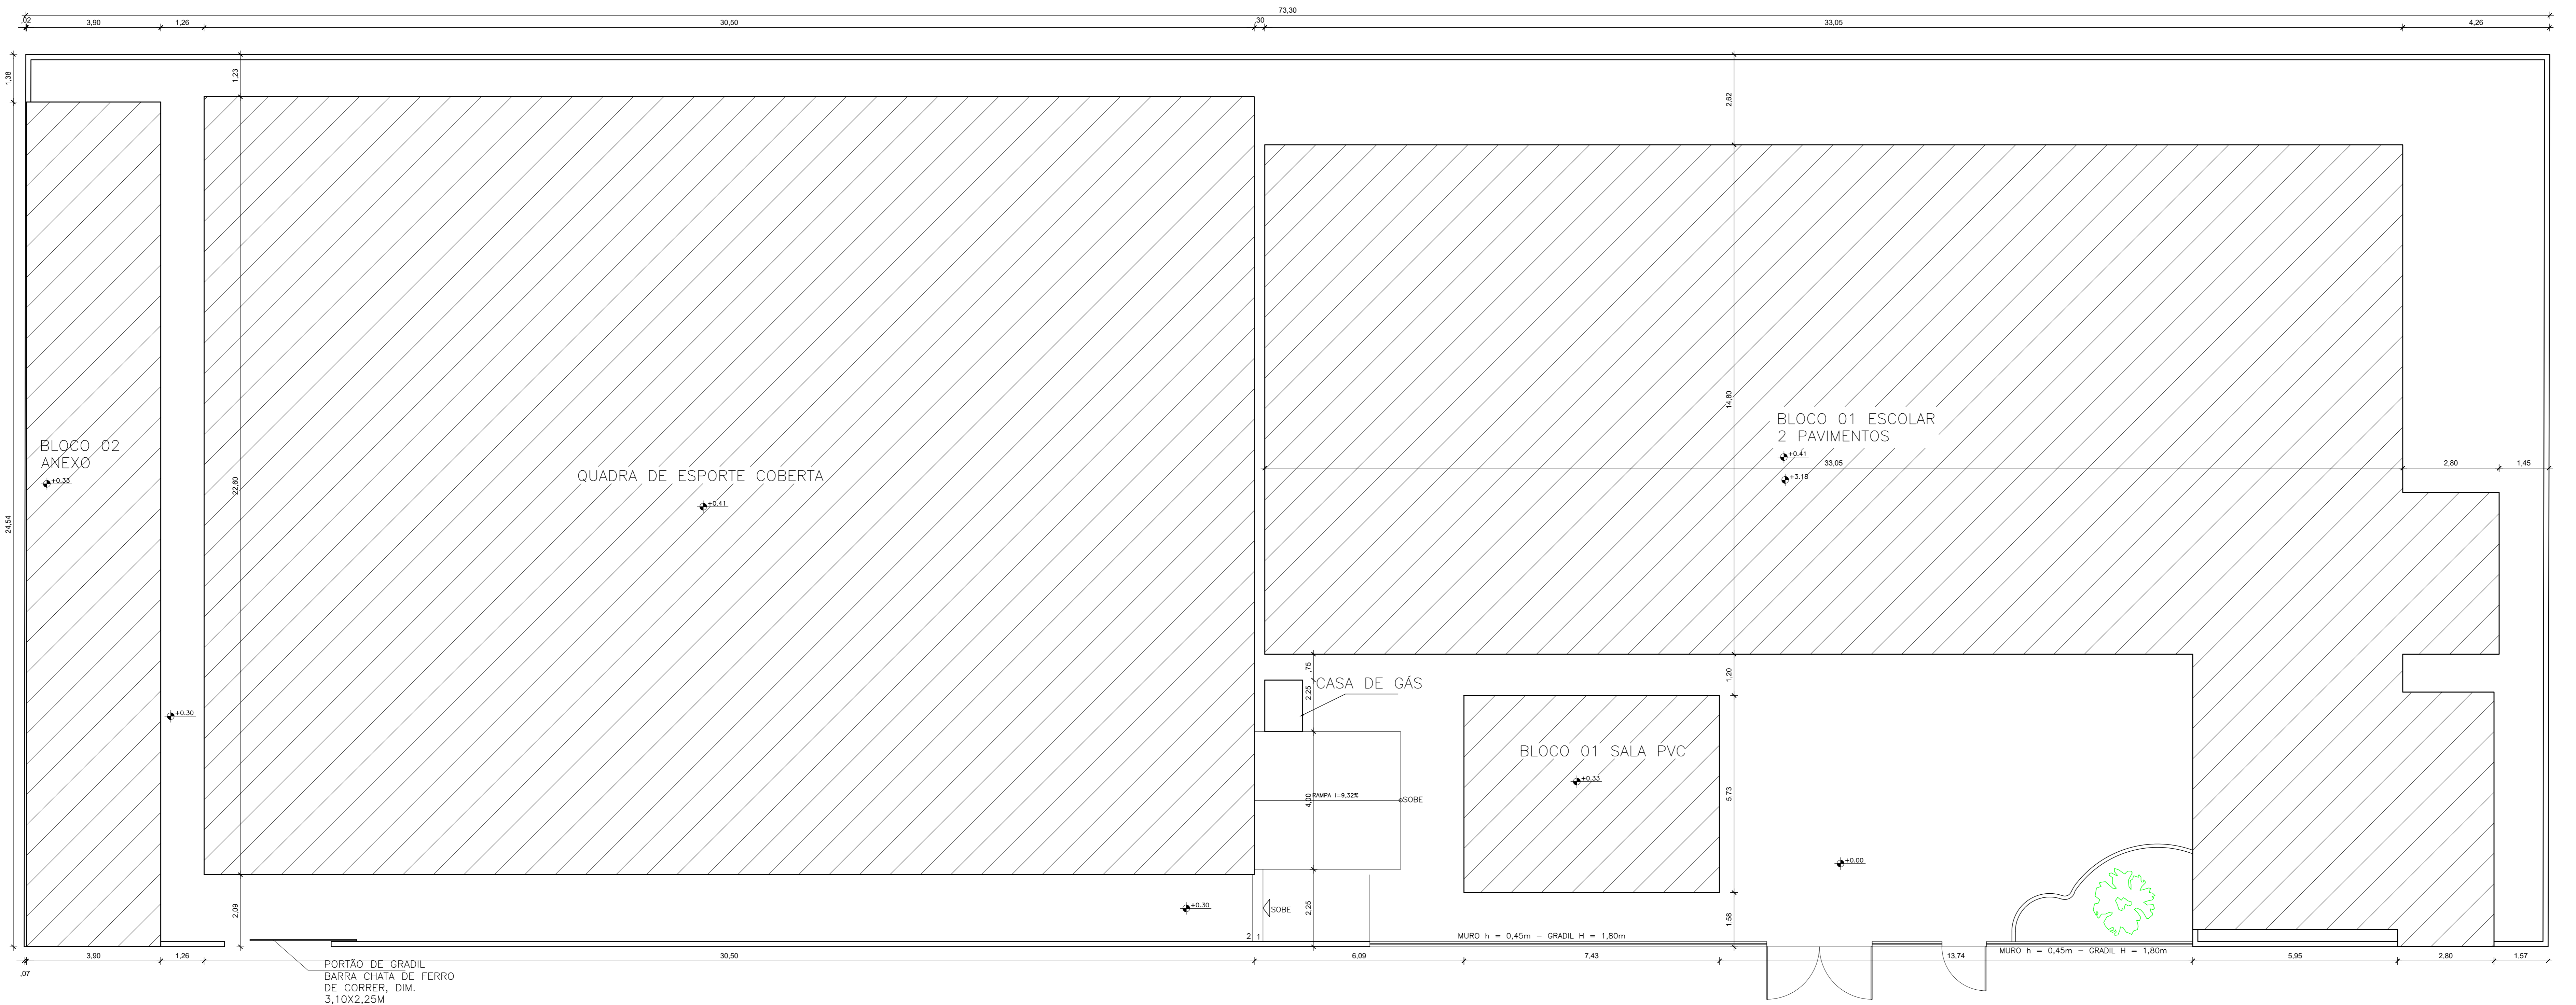 73,30
,02
3,90
1,26
30,50
,30
33,05
4,26
1,38
1,23
2,62
24,54
22,60
14,80
BLOCO 02
ANEXO
+0.33
QUADRA DE ESPORTE COBERTA
+0.41
BLOCO 01 ESCOLAR
2 PAVIMENTOS
+0.41
33,05
+3,18
2,80
1,45
,75
2,25
CASA DE GÁS
1,20
+0.30
BLOCO 01 SALA PVC
+0.33
5,73
4,00
RAMPA I=9,32%
SOBE
+0.00
2,09
+0.30
SOBE
2,25
1,58
2
1
MURO h = 0,45m - GRADIL H = 1,80m
MURO h = 0,45m - GRADIL H = 1,80m
,07
3,90
1,26
30,50
6,09
7,43
13,74
5,95
2,80
1,57
PORTÃO DE GRADIL
BARRA CHATA DE FERRO
DE CORRER, DIM.
3,10X2,25M